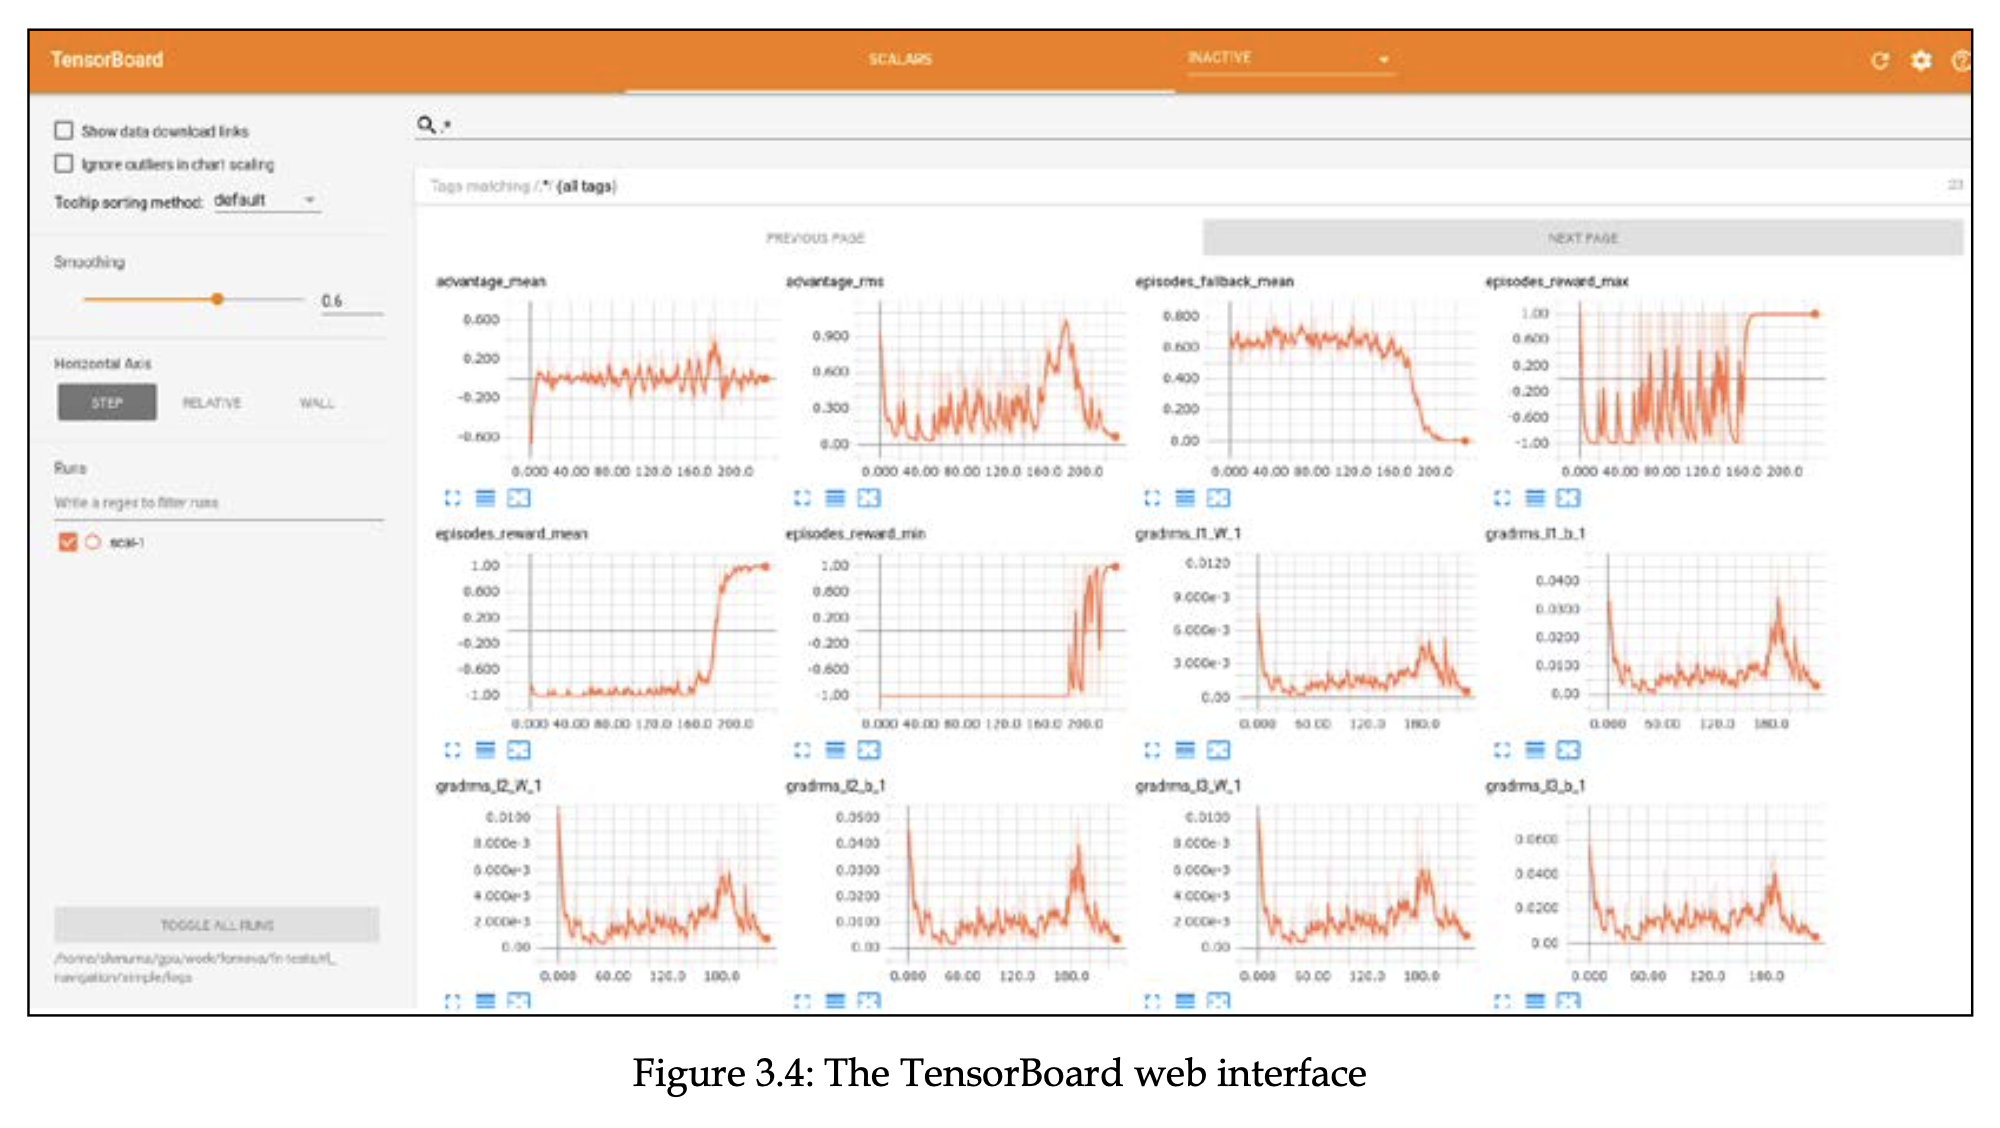 TensorBoard
SCALARS
INACTIVE
Show data download links
Ignore outliers in chart scaling
Tooltip sorting method: default
Smoothing
0.6
Horizontal Axis
STEP RELATIVE WALL
Runs
Write a regex to filter runs
scal-1
TOGGLE ALL RUNS
navigation/simple/logs
.*
Tags matching /.*/ (all tags)
23
PREVIOUS PAGE
NEXT PAGE
advantage_mean
0.600
0.200
-0.200
-0.600
0.000 40.00 80.00 120.0 160.0 200.0
advantage_rms
0.900
0.600
0.300
0.00
0.000 40.00 80.00 120.0 160.0 200.0
episodes_fallback_mean
0.800
0.600
0.400
0.200
0.00
0.000 40.00 80.00 120.0 160.0 200.0
episodes_reward_max
1.00
0.600
0.200
-0.200
-0.600
-1.00
0.000 40.00 80.00 120.0 160.0 200.0
episodes_reward_mean
1.00
0.600
0.200
-0.200
-0.600
-1.00
0.000 40.00 80.00 120.0 160.0 200.0
episodes_reward_min
1.00
0.600
0.200
-0.200
-0.600
-1.00
0.000 40.00 80.00 120.0 160.0 200.0
gradrms_l1_W_1
0.0120
9.000e-3
6.000e-3
3.000e-3
0.00
0.000 60.00 120.0 180.0
gradrms_l1_b_1
0.0400
0.0300
0.0200
0.0100
0.00
0.000 60.00 120.0 180.0
gradrms_l2_W_1
0.0100
8.000e-3
6.000e-3
4.000e-3
2.000e-3
0.00
0.000 60.00 120.0 180.0
gradrms_l2_b_1
0.0500
0.0400
0.0300
0.0200
0.0100
0.00
0.000 60.00 120.0 180.0
gradrms_l3_W_1
0.0100
8.000e-3
6.000e-3
4.000e-3
2.000e-3
0.00
0.000 60.00 120.0 180.0
gradrms_l3_b_1
0.0600
0.0400
0.0200
0.00
0.000 60.00 120.0 180.0
Figure 3.4: The TensorBoard web interface